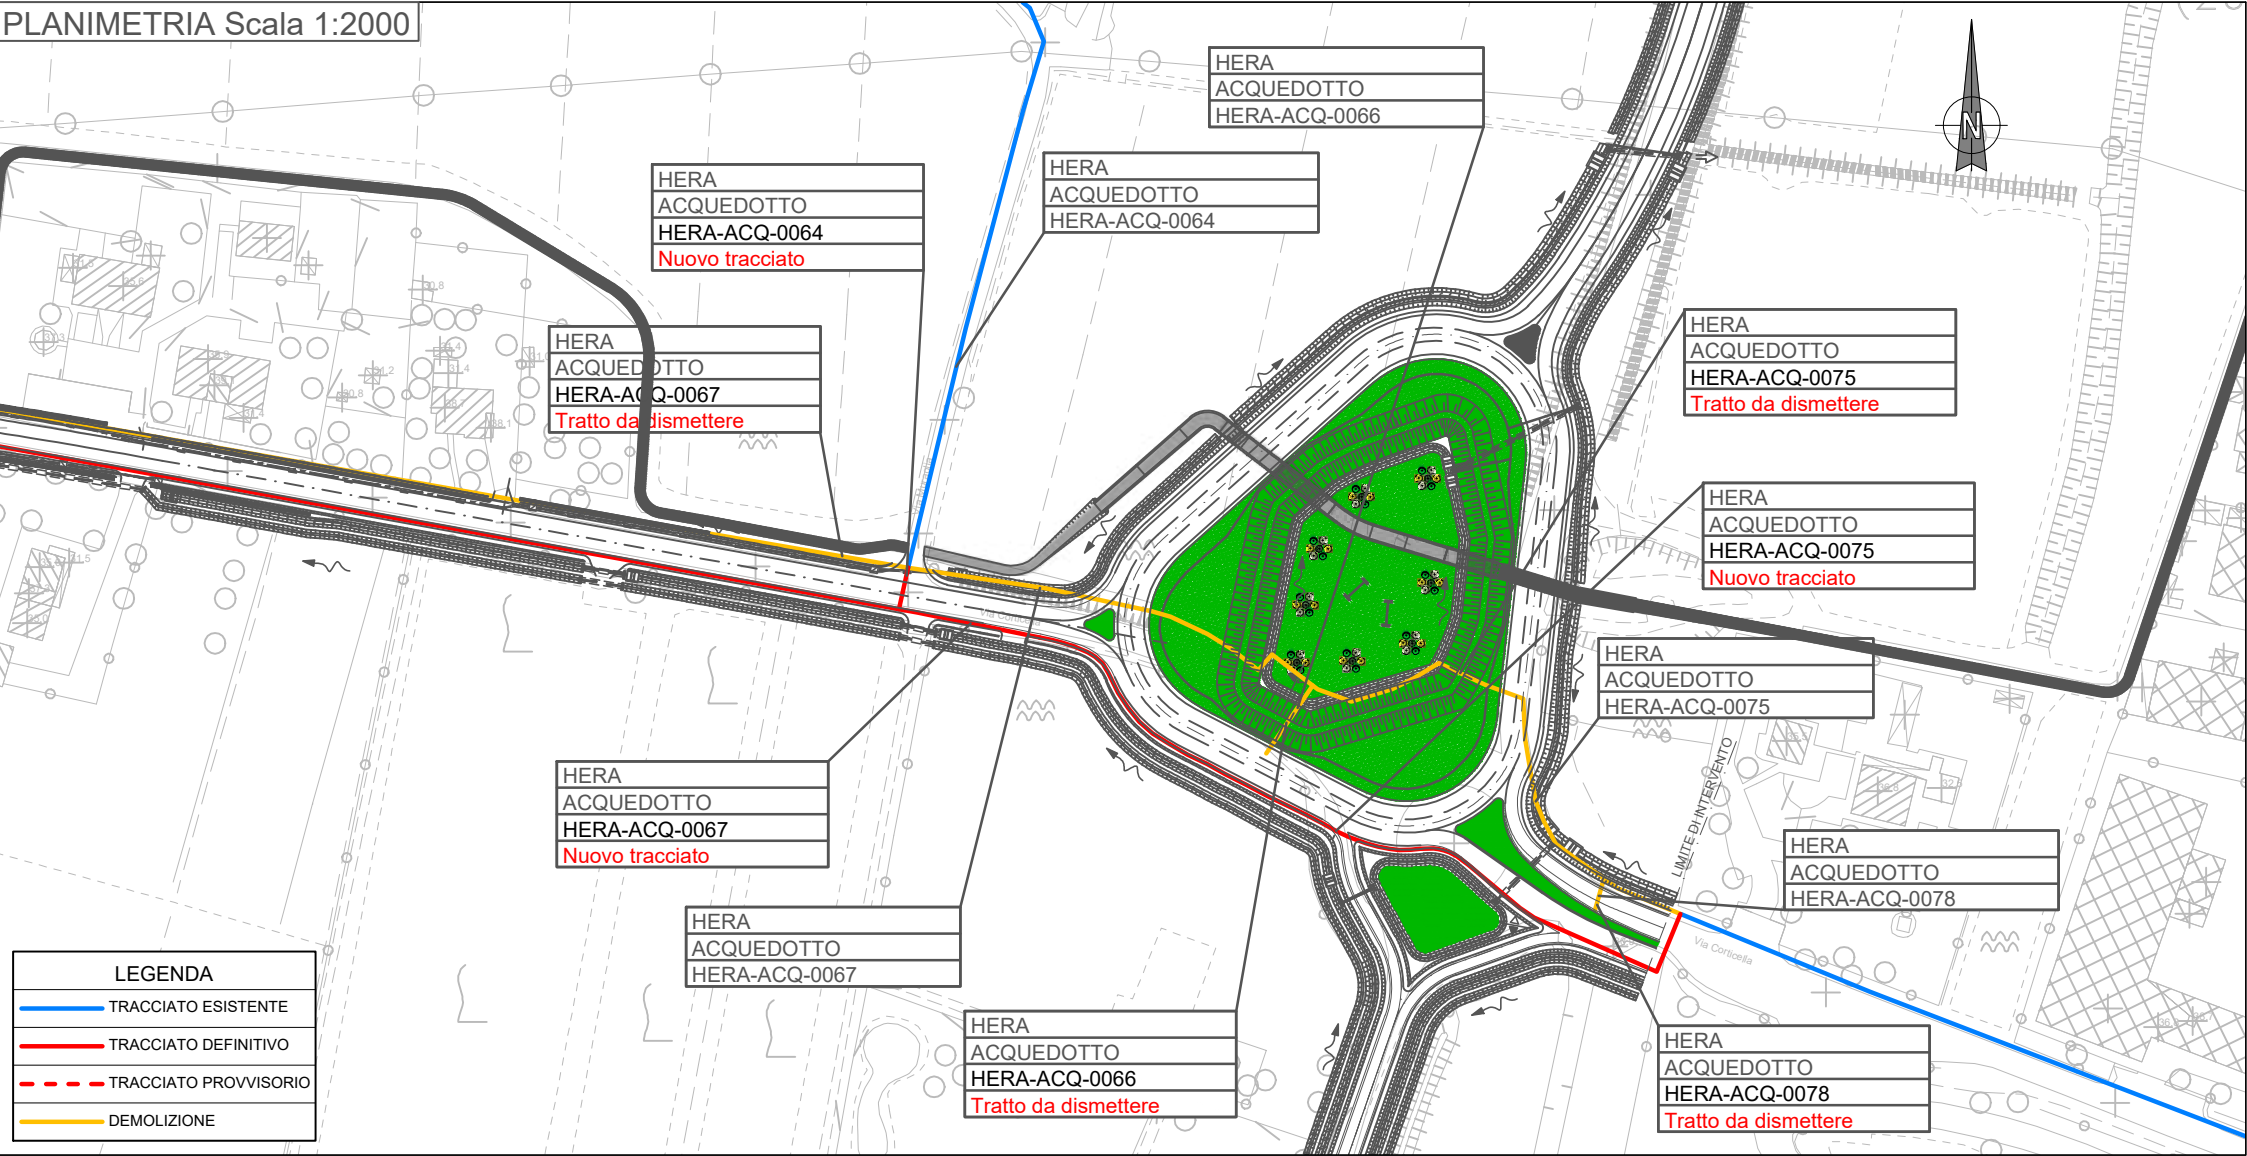 PLANIMETRIA Scala 1:2000
HERA
ACQUEDOTTO
HERA-ACQ-0066
N
HERA
ACQUEDOTTO
HERA-ACQ-0064
Nuovo tracciato
HERA
ACQUEDOTTO
HERA-ACQ-0064
HERA
ACQUEDOTTO
HERA-ACQ-0067
Tratto da dismettere
HERA
ACQUEDOTTO
HERA-ACQ-0075
Tratto da dismettere
HERA
ACQUEDOTTO
HERA-ACQ-0075
Nuovo tracciato
Via Corticella
HERA
ACQUEDOTTO
HERA-ACQ-0075
LIMITE DI INTERVENTO
HERA
ACQUEDOTTO
HERA-ACQ-0067
Nuovo tracciato
HERA
ACQUEDOTTO
HERA-ACQ-0078
HERA
ACQUEDOTTO
HERA-ACQ-0067
Via Corticella
HERA
ACQUEDOTTO
HERA-ACQ-0066
Tratto da dismettere
HERA
ACQUEDOTTO
HERA-ACQ-0078
Tratto da dismettere
LEGENDA
TRACCIATO ESISTENTE
TRACCIATO DEFINITIVO
TRACCIATO PROVVISORIO
DEMOLIZIONE